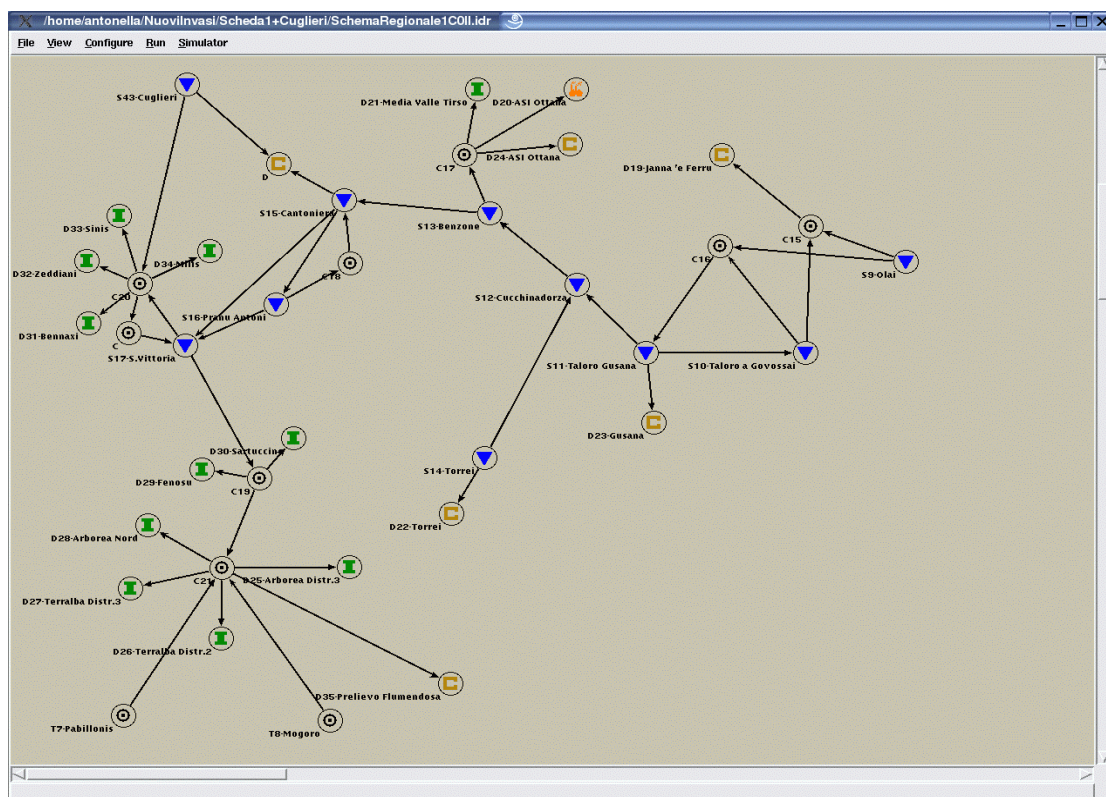 /home/antonella/NuoviInvasi/Scheda1+Cuglieri/SchemaRegionale1C0II.idr
File View Configure Run Simulator
S43-Cuglieri
D21-Media Valle Tirso
D20-ASI Ottana
D24-ASI Ottana
C17
D19-Janna 'e Ferru
D
S15-Cantoniera
S13-Benzone
D33-Sinis
C15
C16
S9-Olai
D34-Milis
D32-Zeddiani
C18
C20
S12-Cucchinadorza
S16-Pranu Antoni
D31-Bennaxi
C
S17-S.Vittoria
S11-Taloro Gusana
S10-Taloro a Govossai
D23-Gusana
D30-Sartuccino
S14-Torrei
D29-Fenosu
C19
D22-Torrei
D28-Arborea Nord
C21
D25-Arborea Distr.3
D27-Terralba Distr.3
D26-Terralba Distr.2
D35-Prelievo Flumendosa
T7-Pabillonis
T8-Mogoro